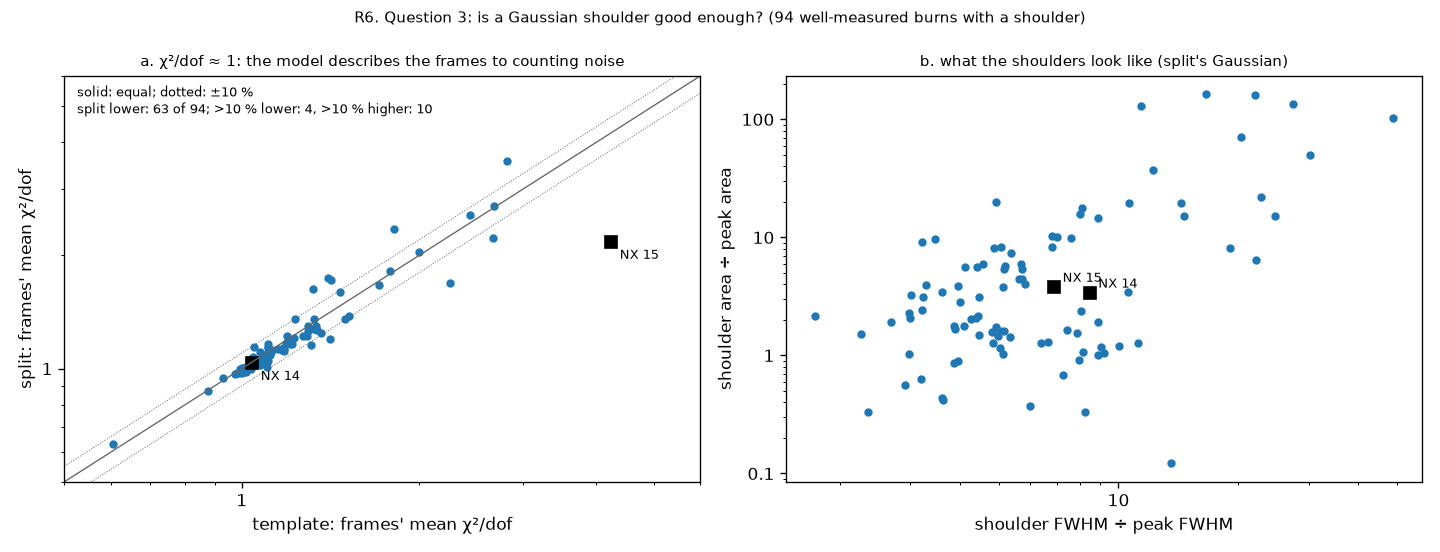 R6. Question 3: is a Gaussian shoulder good enough? (94 well-measured burns with a shoulder)
a. χ²/dof ≈ 1: the model describes the frames to counting noise
solid: equal; dotted: ±10 %
split lower: 63 of 94; >10 % lower: 4, >10 % higher: 10
NX 15
NX 14
1
1
split: frames' mean χ²/dof
template: frames' mean χ²/dof
b. what the shoulders look like (split's Gaussian)
100
10
1
0.1
NX 15
NX 14
10
shoulder area ÷ peak area
shoulder FWHM ÷ peak FWHM